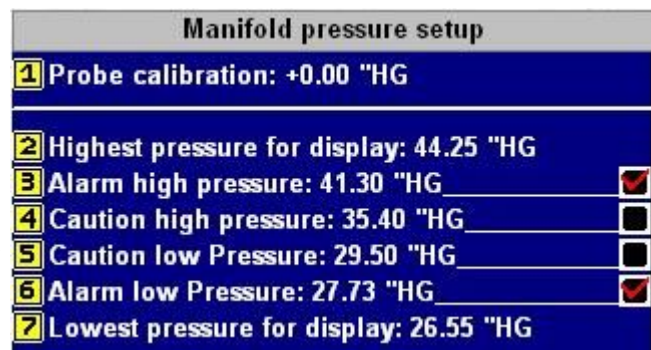 Manifold pressure setup
1 Probe calibration: +0.00 "HG
2 Highest pressure for display: 44.25 "HG
3 Alarm high pressure: 41.30 "HG
4 Caution high pressure: 35.40 "HG
5 Caution low Pressure: 29.50 "HG
6 Alarm low Pressure: 27.73 "HG
7 Lowest pressure for display: 26.55 "HG